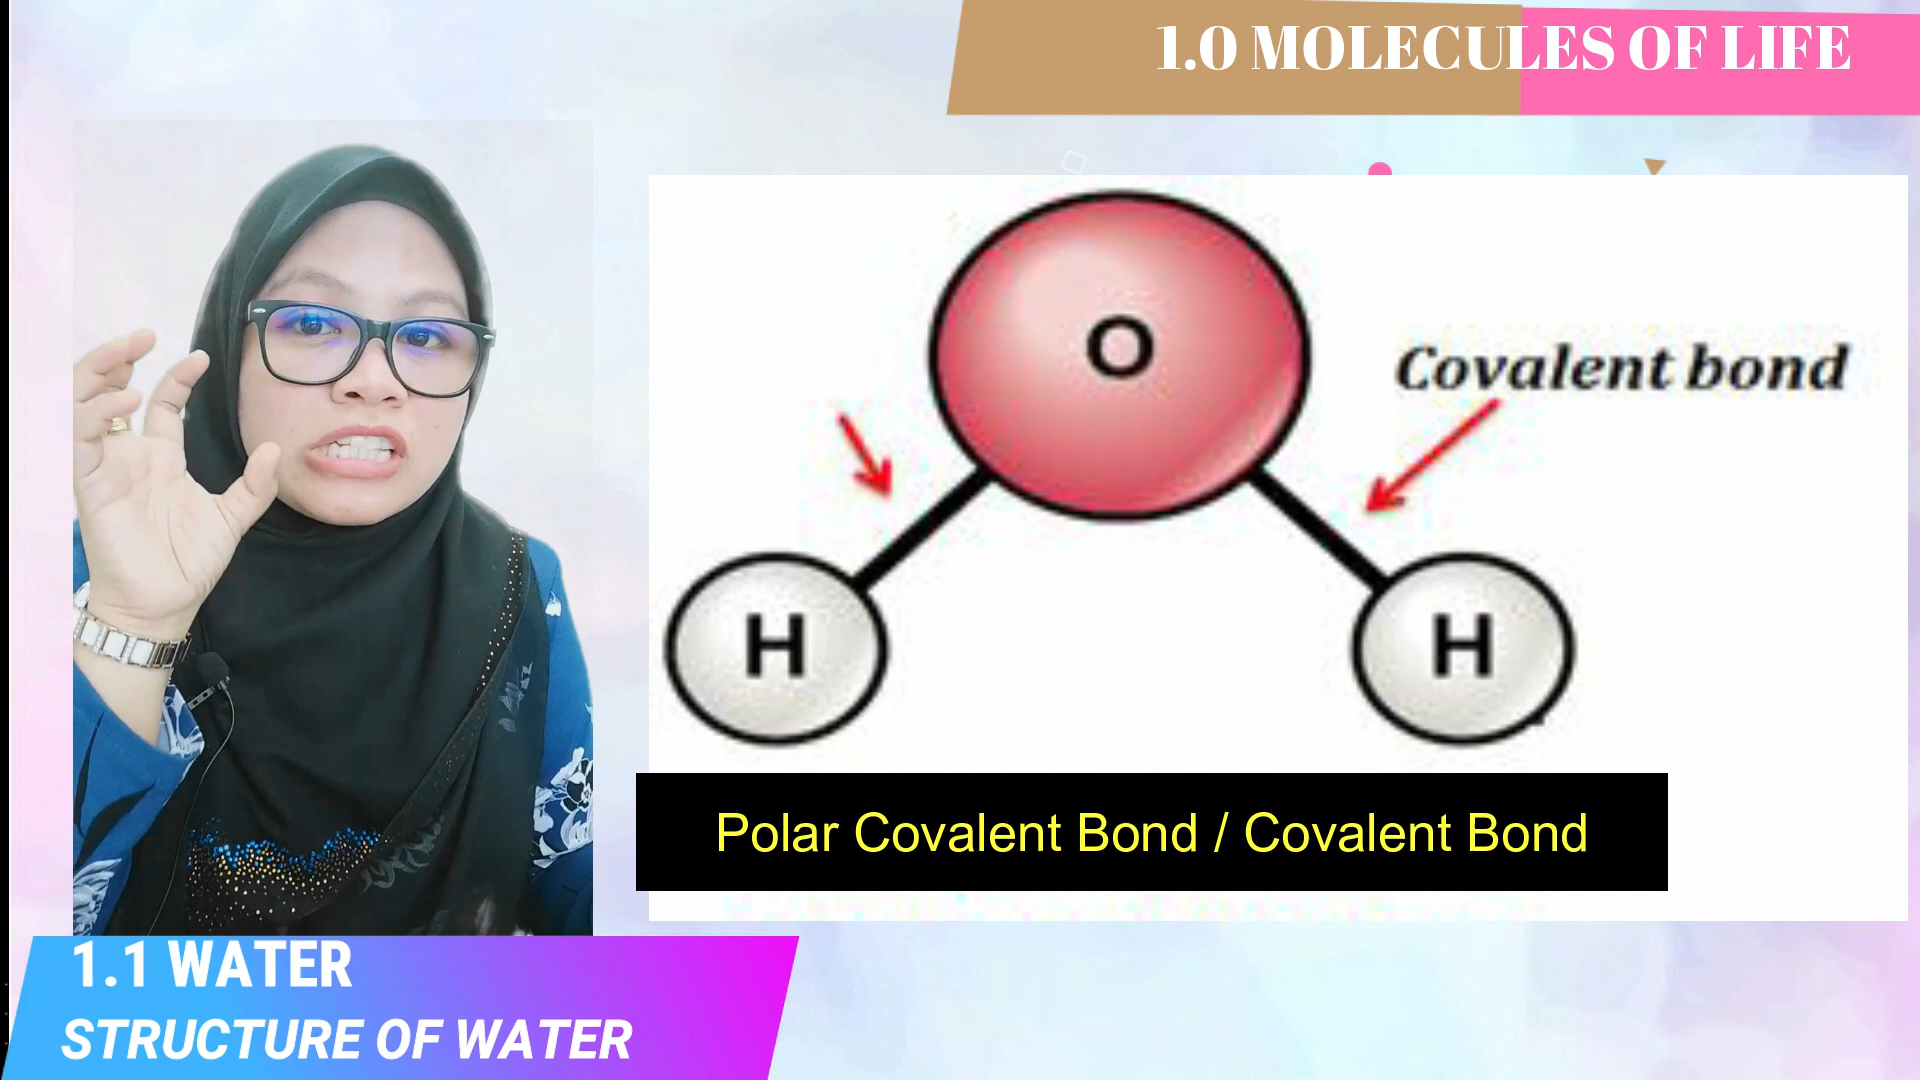 1.0 MOLECULES OF LIFE
O
Covalent bond
H
H
Polar Covalent Bond / Covalent Bond
1.1 WATER
STRUCTURE OF WATER